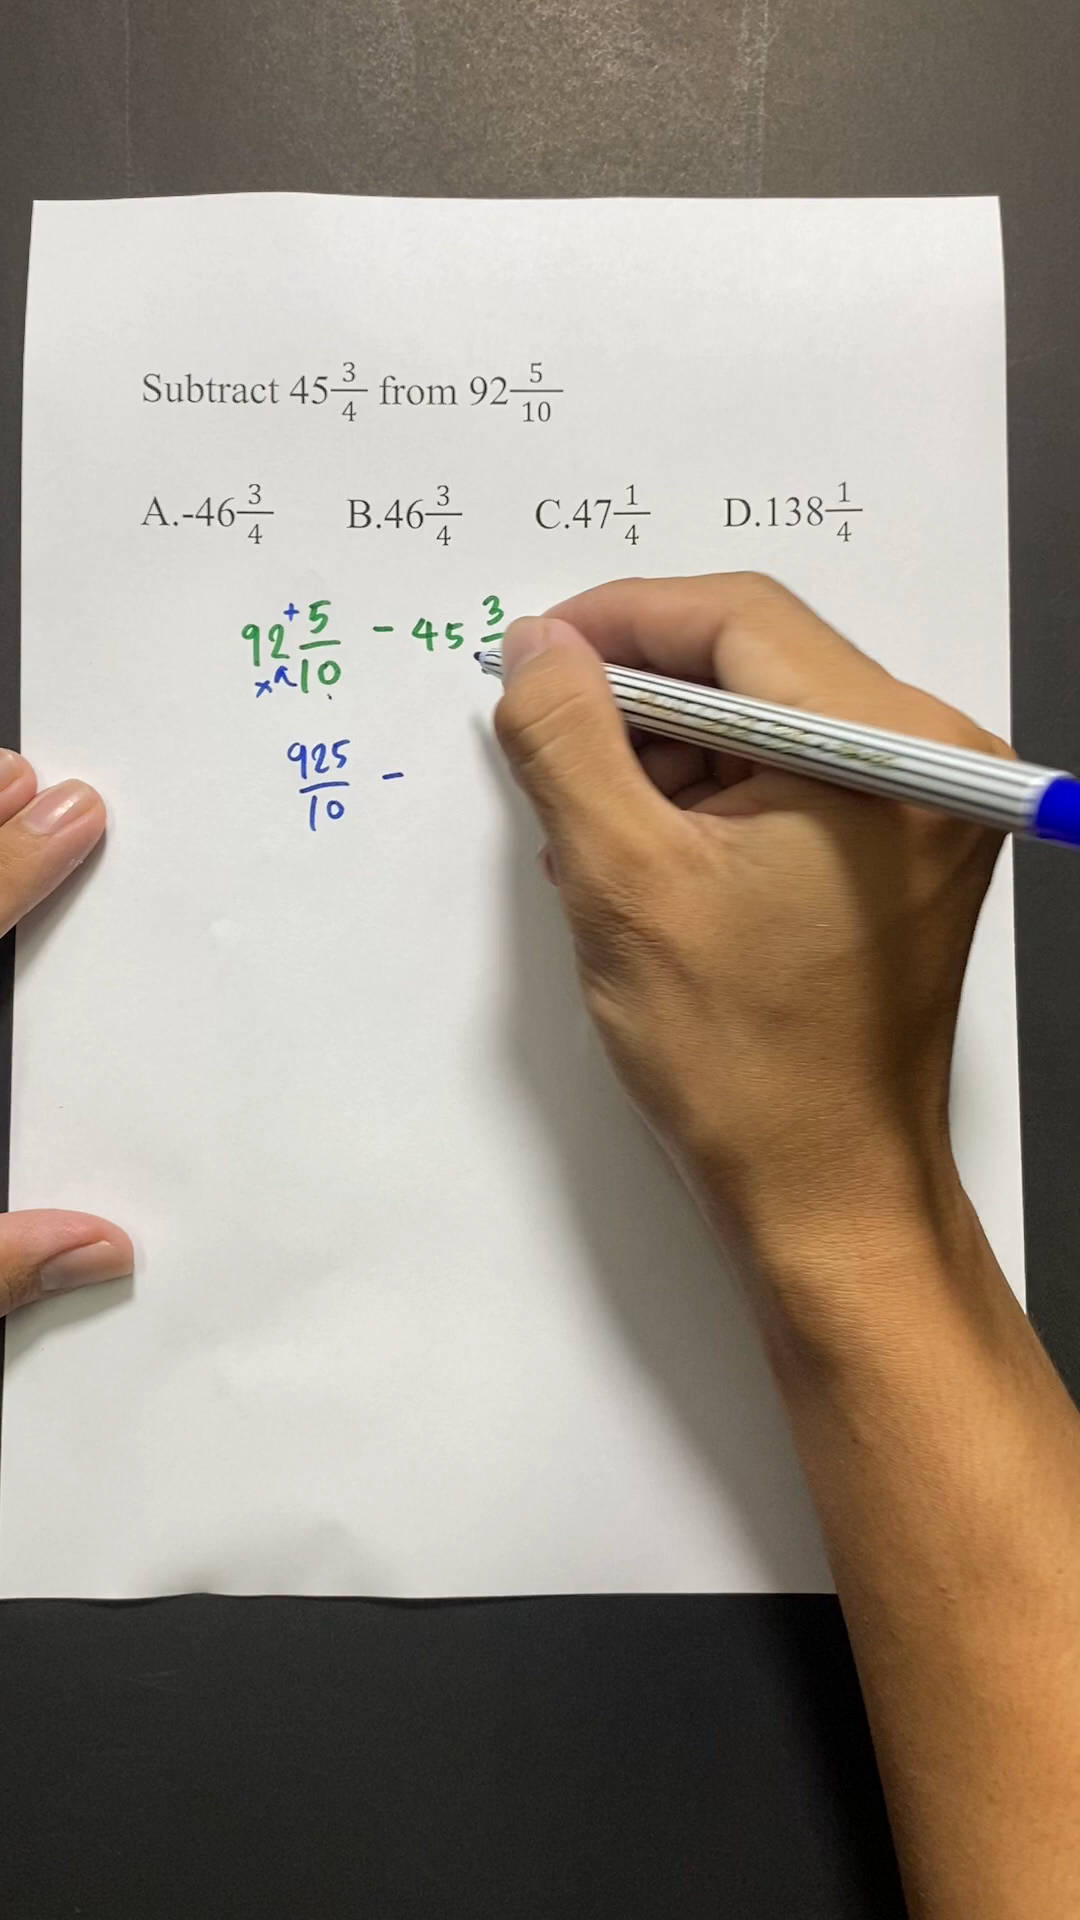 Subtract 45 3/4 from 92 5/10
A.-46 3/4 B.46 3/4 C.47 1/4 D.138 1/4
92 + 5/10 - 45 3/
×
925/10 -